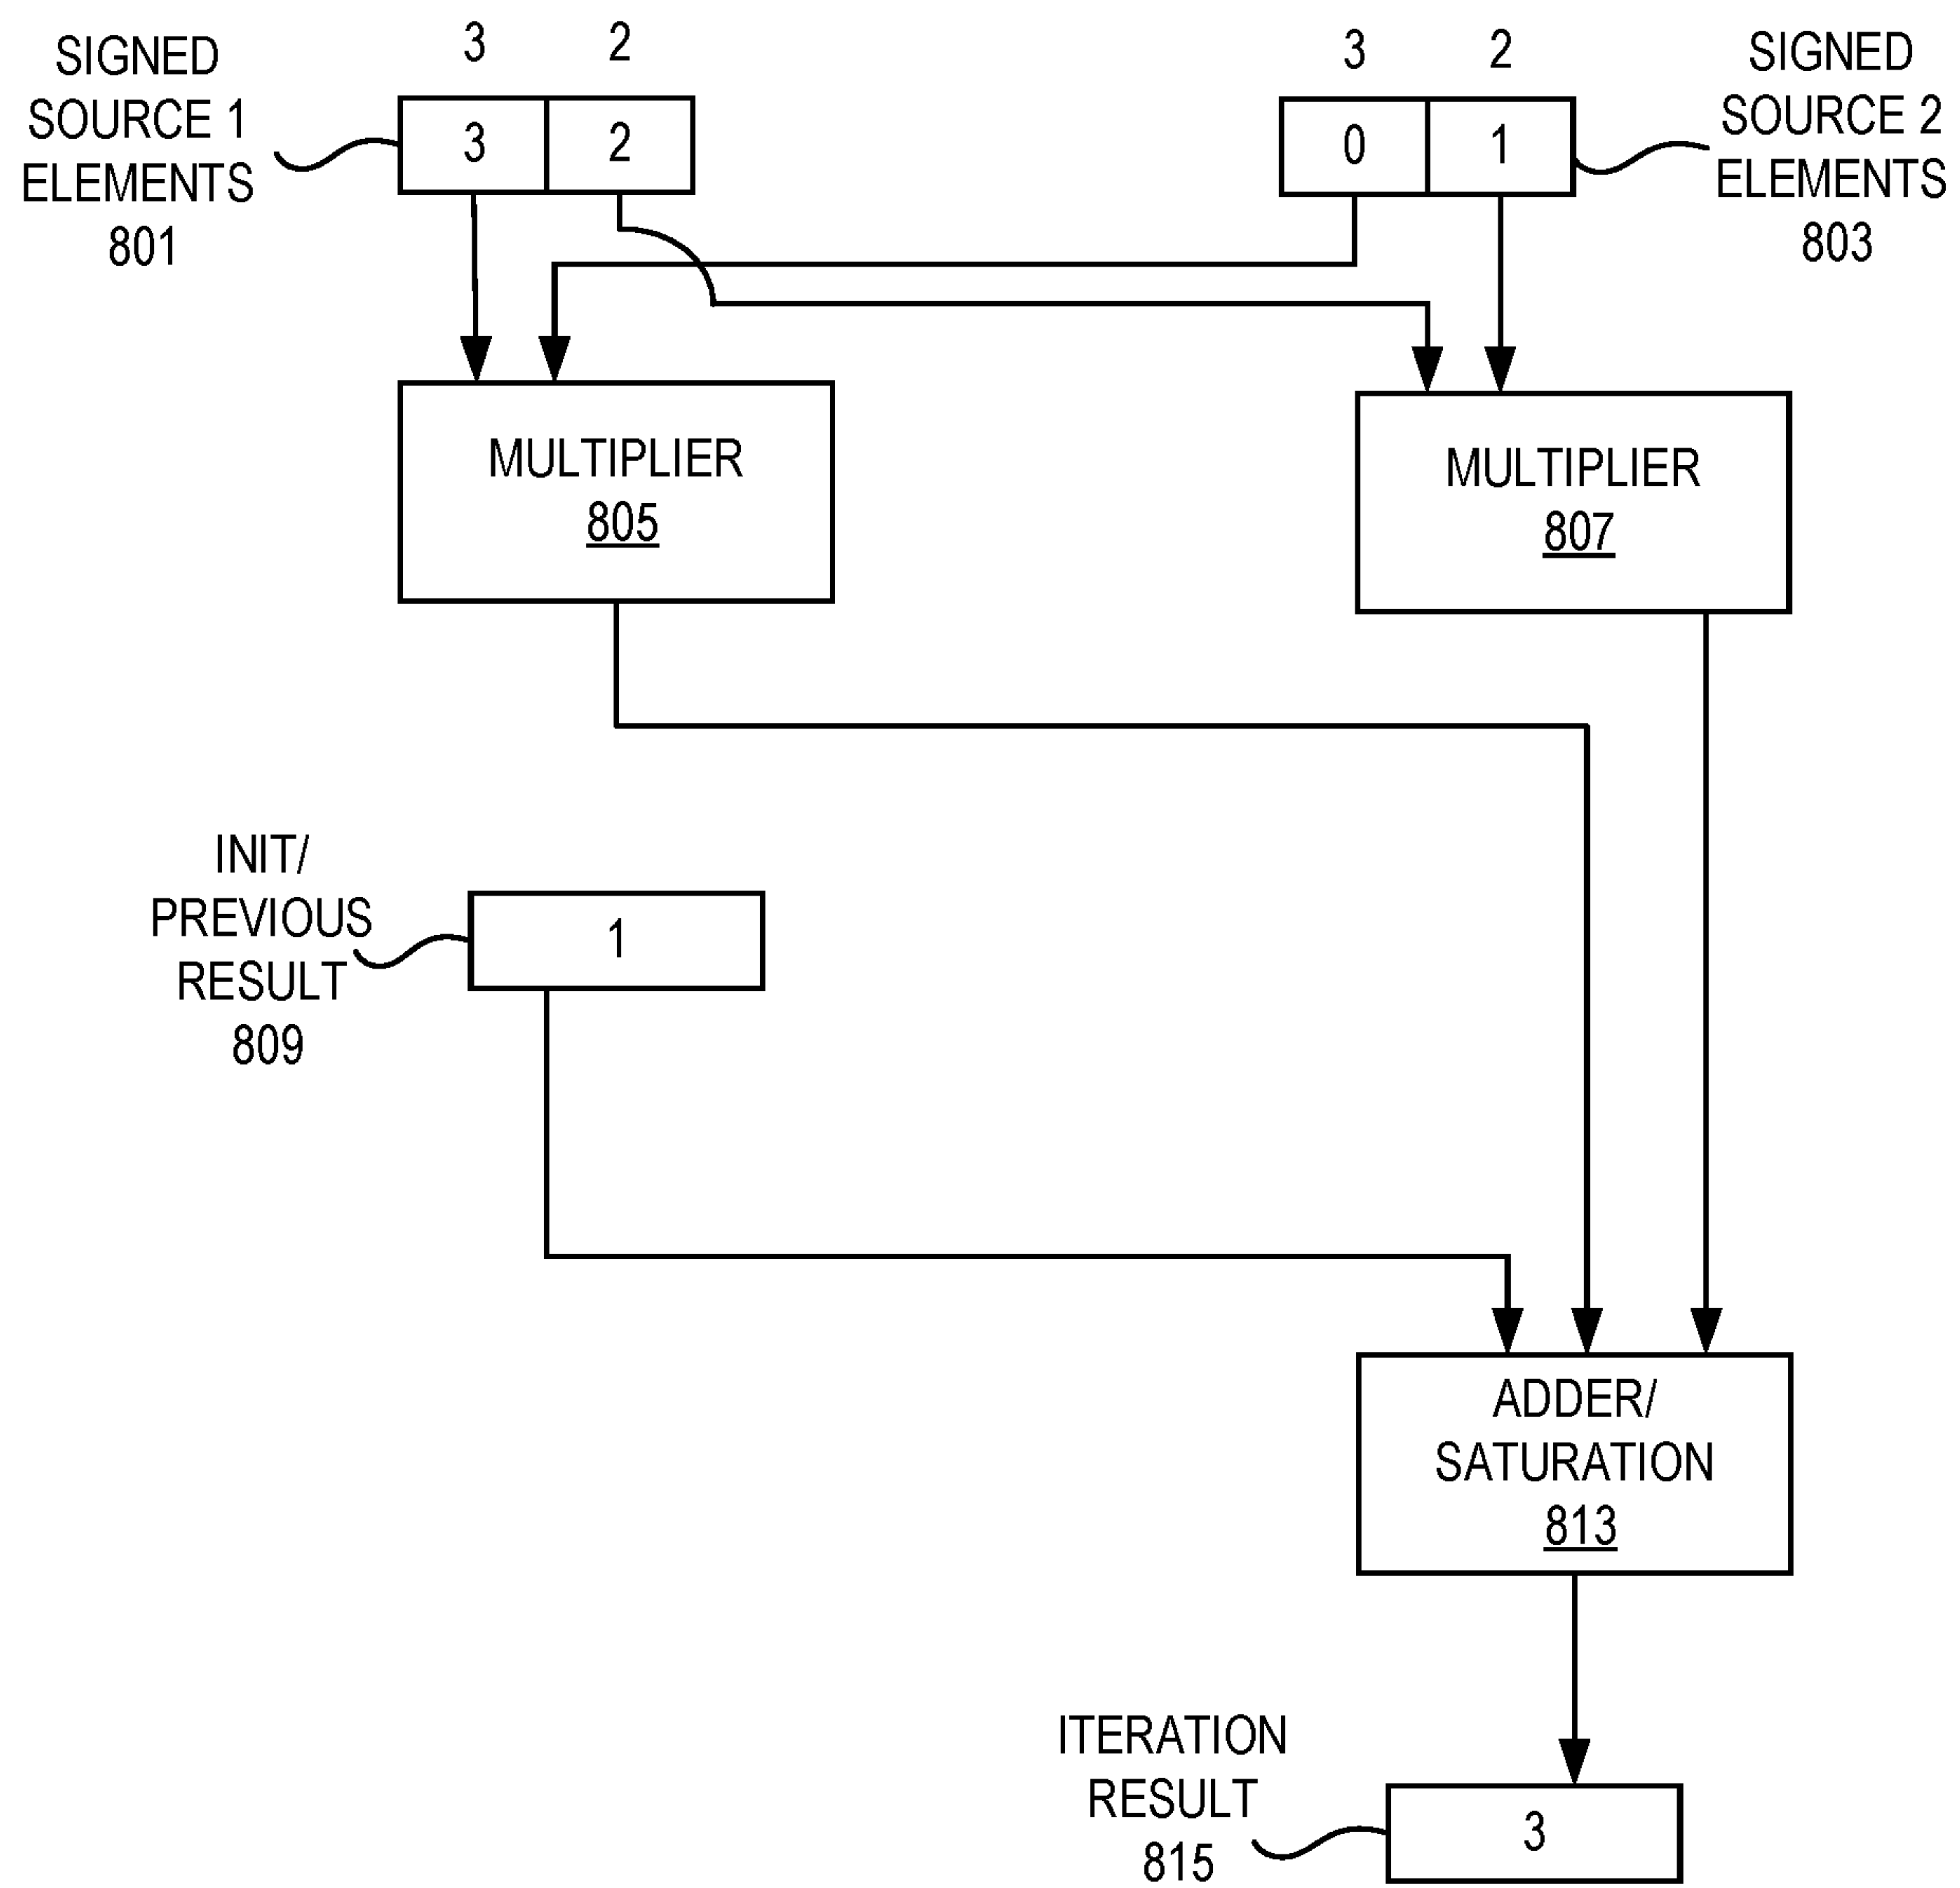 SIGNED
SOURCE 1
ELEMENTS
801
3 2
3 2
3 2
0 1
SIGNED
SOURCE 2
ELEMENTS
803
MULTIPLIER
805
MULTIPLIER
807
INIT/
PREVIOUS
RESULT
809
1
ADDER/
SATURATION
813
ITERATION
RESULT
815
3